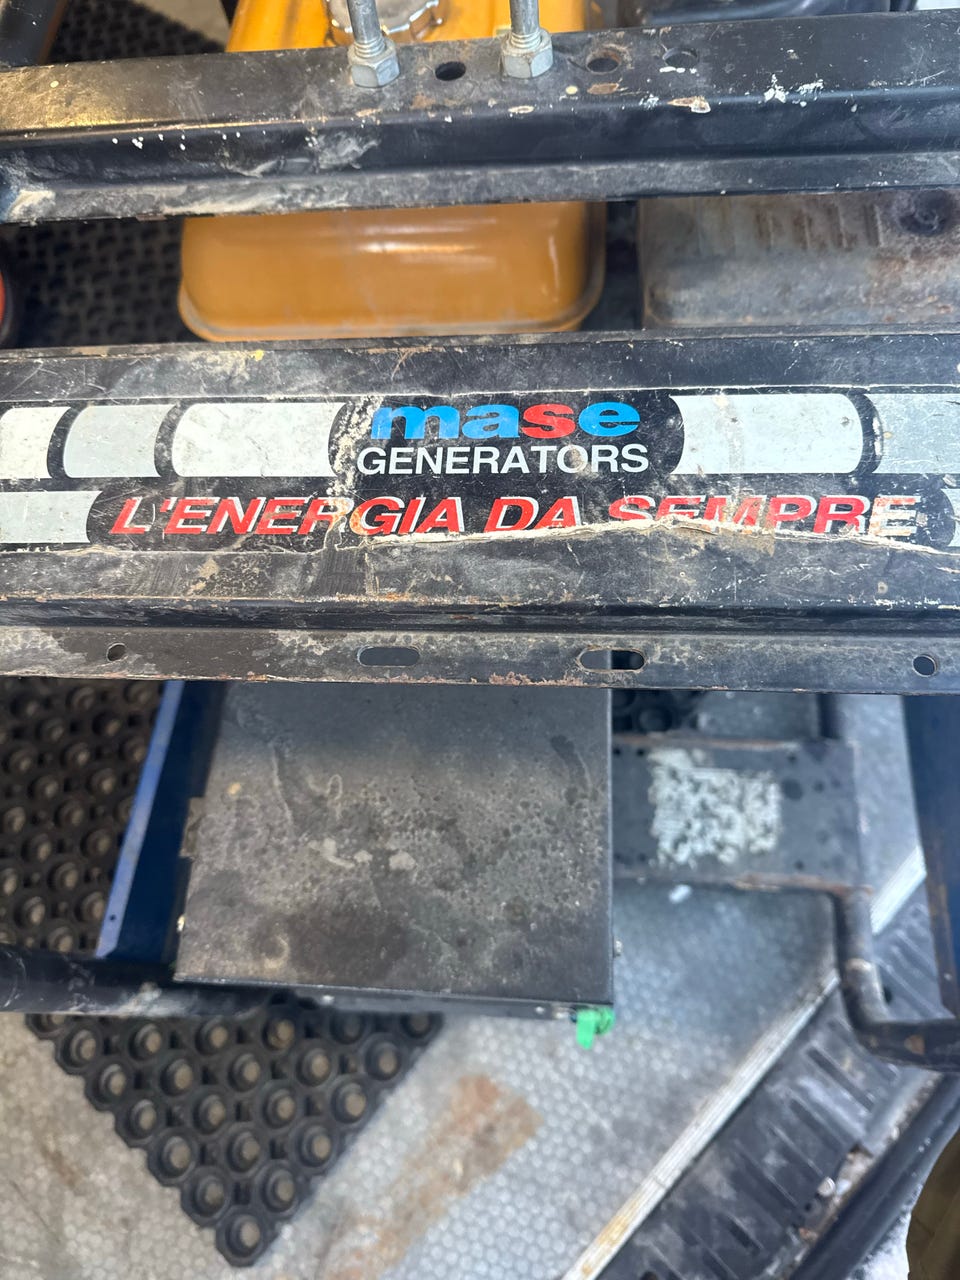 mase
GENERATORS
L'ENERGIA DA SEMPRE